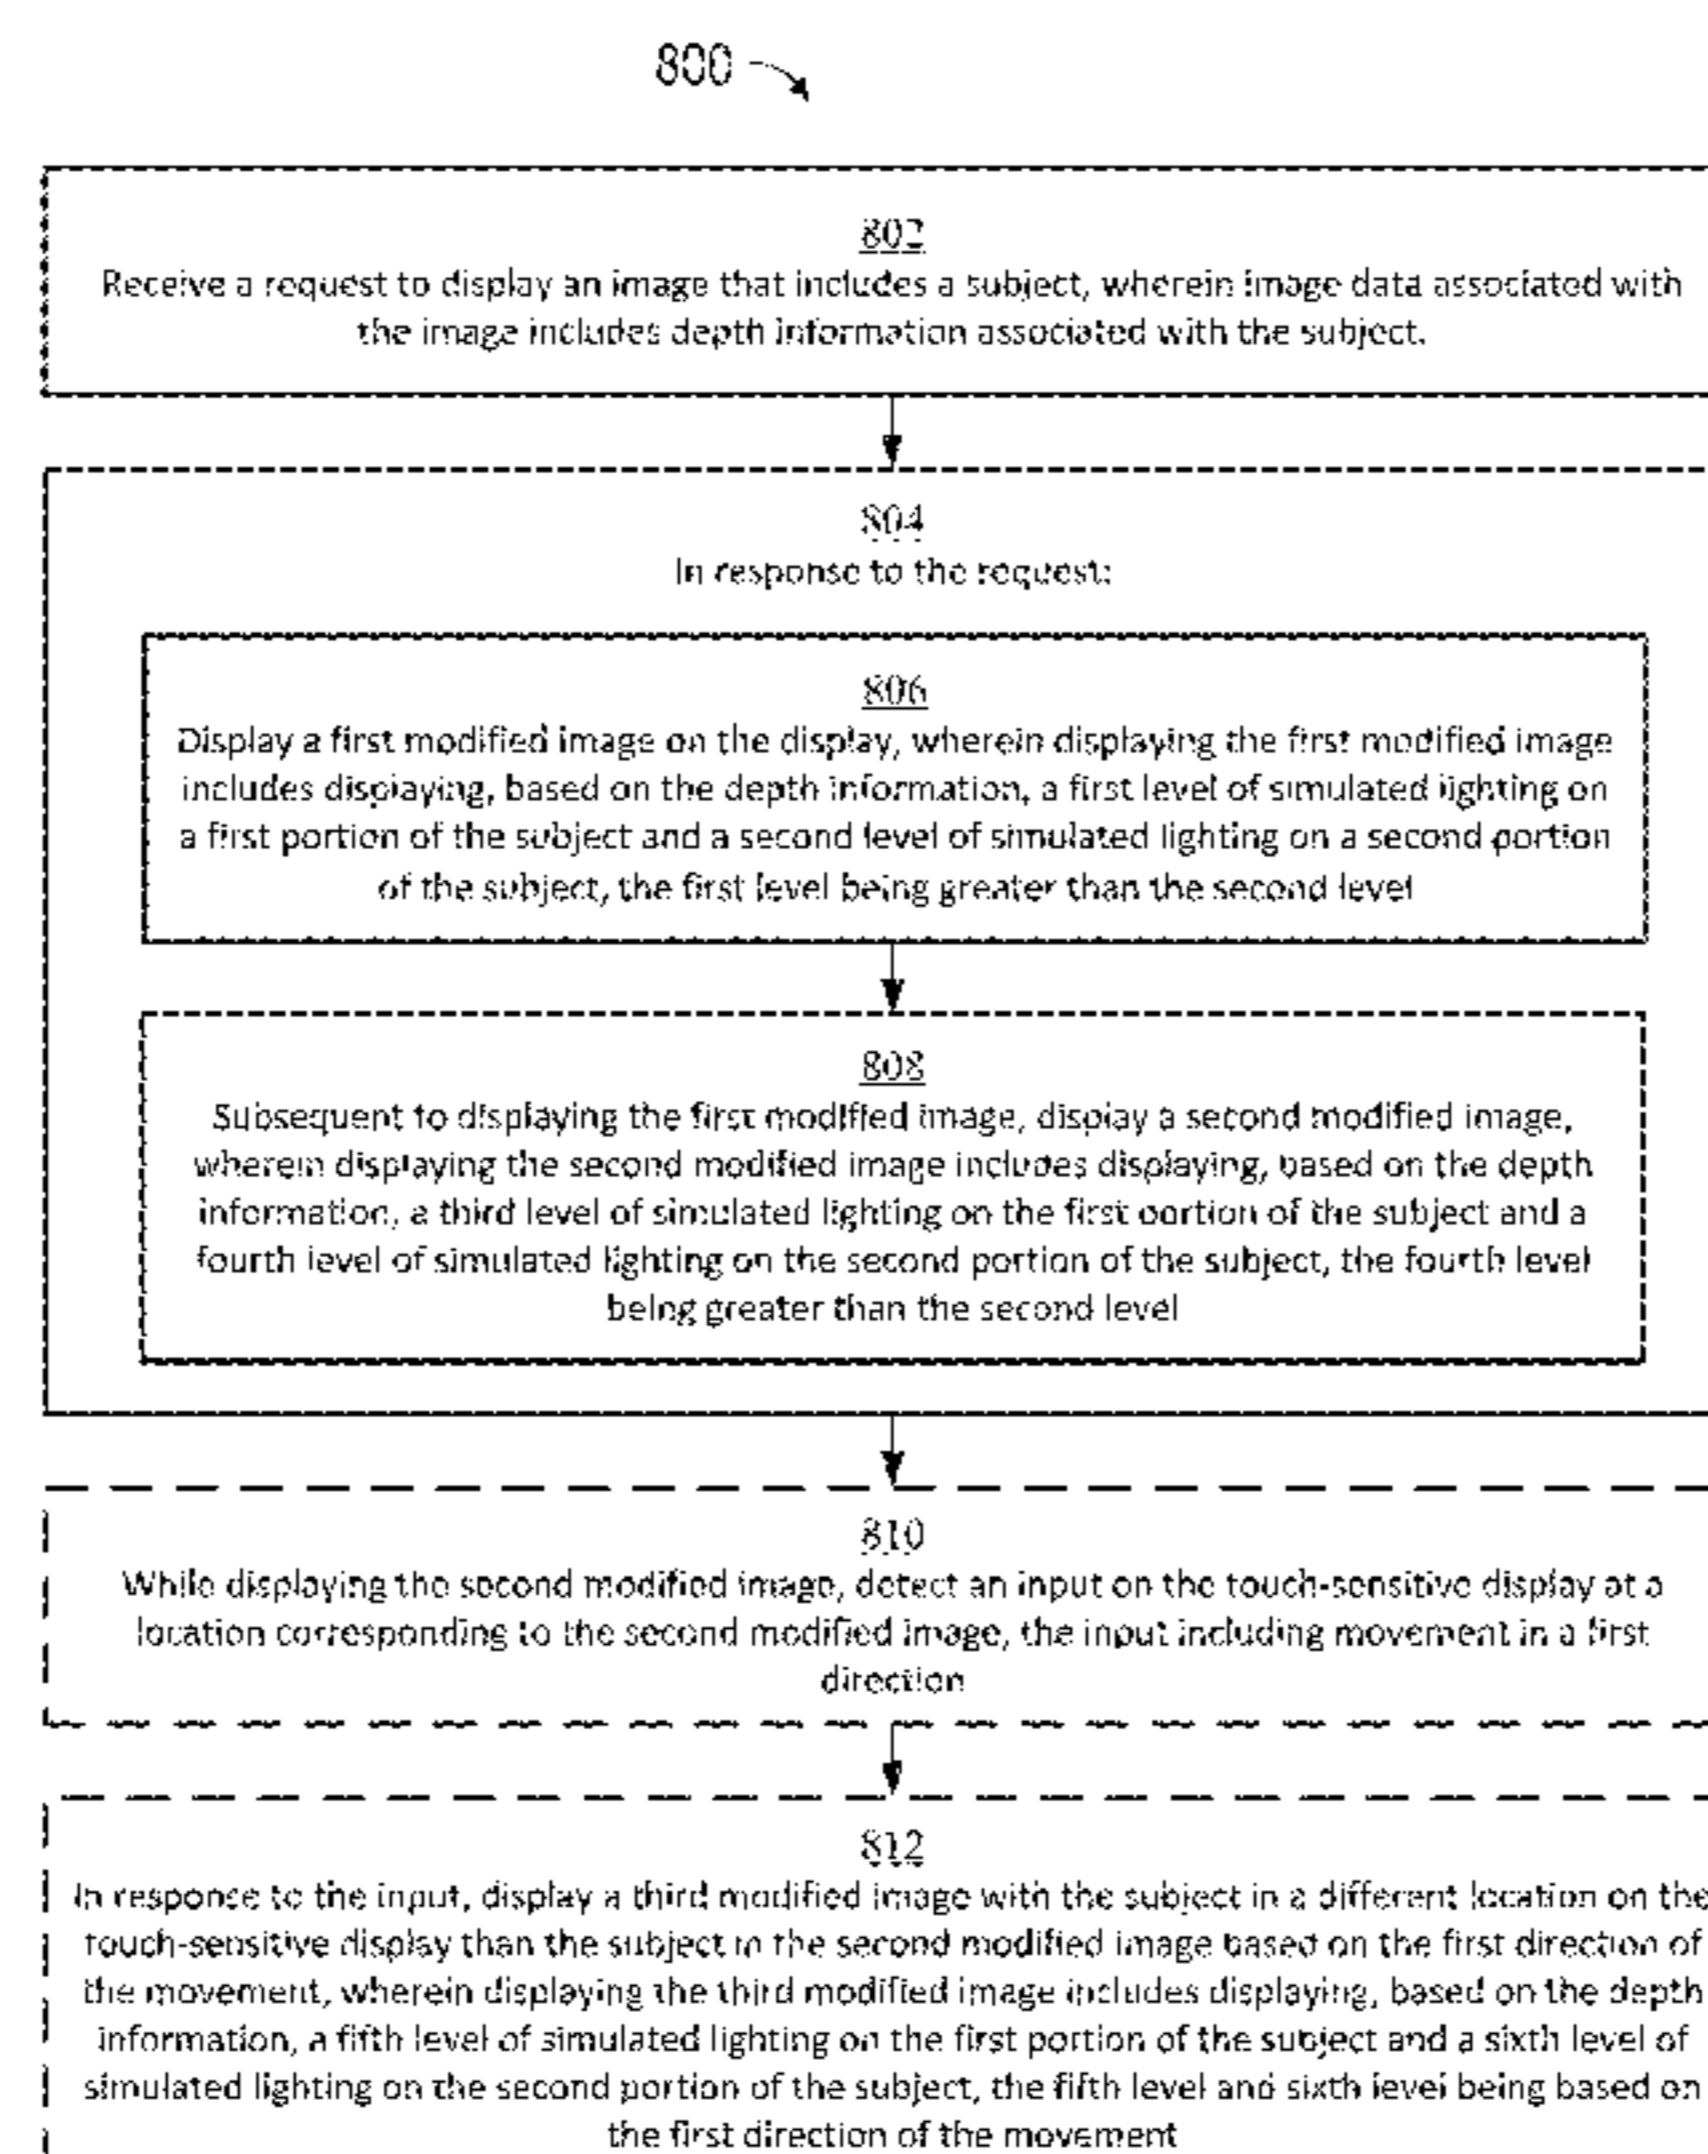 800
802
Receive a request to display an image that includes a subject, wherein image data associated with
the image includes depth information associated with the subject.
804
In response to the request:
806
Display a first modified image on the display, wherein displaying the first modified image
includes displaying, based on the depth information, a first level of simulated lighting on
a first portion of the subject and a second level of simulated lighting on a second portion
of the subject, the first level being greater than the second level
808
Subsequent to displaying the first modified image, display a second modified image,
wherein displaying the second modified image includes displaying, based on the depth
information, a third level of simulated lighting on the first portion of the subject and a
fourth level of simulated lighting on the second portion of the subject, the fourth level
being greater than the second level
810
While displaying the second modified image, detect an input on the touch-sensitive display at a
location corresponding to the second modified image, the input including movement in a first
direction
812
In response to the input, display a third modified image with the subject in a different location on the
touch-sensitive display than the subject in the second modified image based on the first direction of
the movement, wherein displaying the third modified image includes displaying, based on the depth
information, a fifth level of simulated lighting on the first portion of the subject and a sixth level of
simulated lighting on the second portion of the subject, the fifth level and sixth level being based on
the first direction of the movement